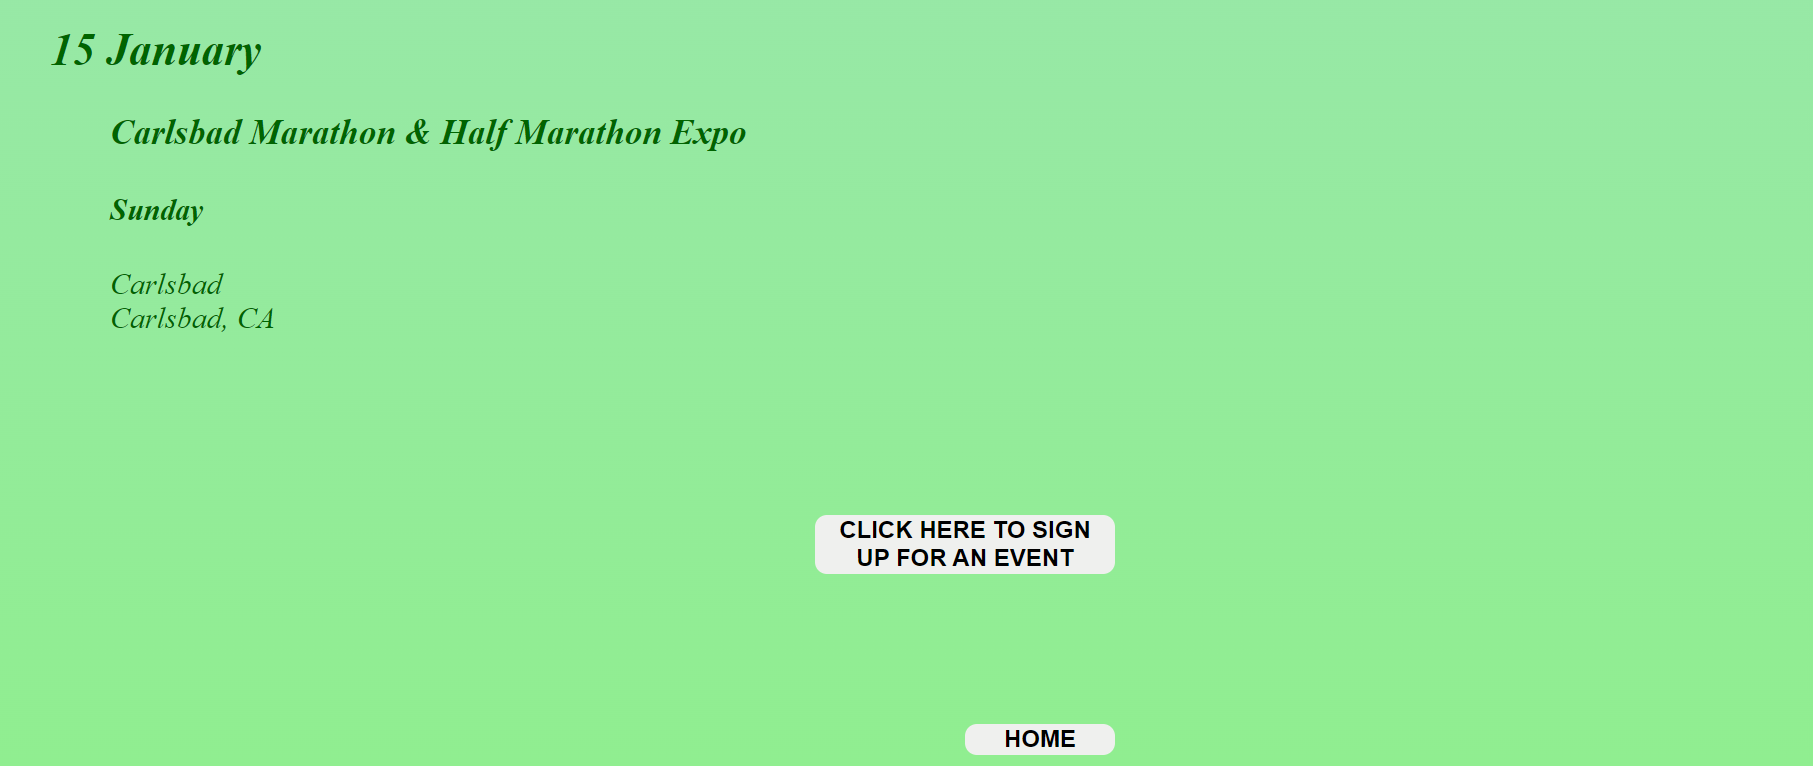 15 January
Carlsbad Marathon & Half Marathon Expo
Sunday
Carlsbad
Carlsbad, CA
CLICK HERE TO SIGN
UP FOR AN EVENT
HOME